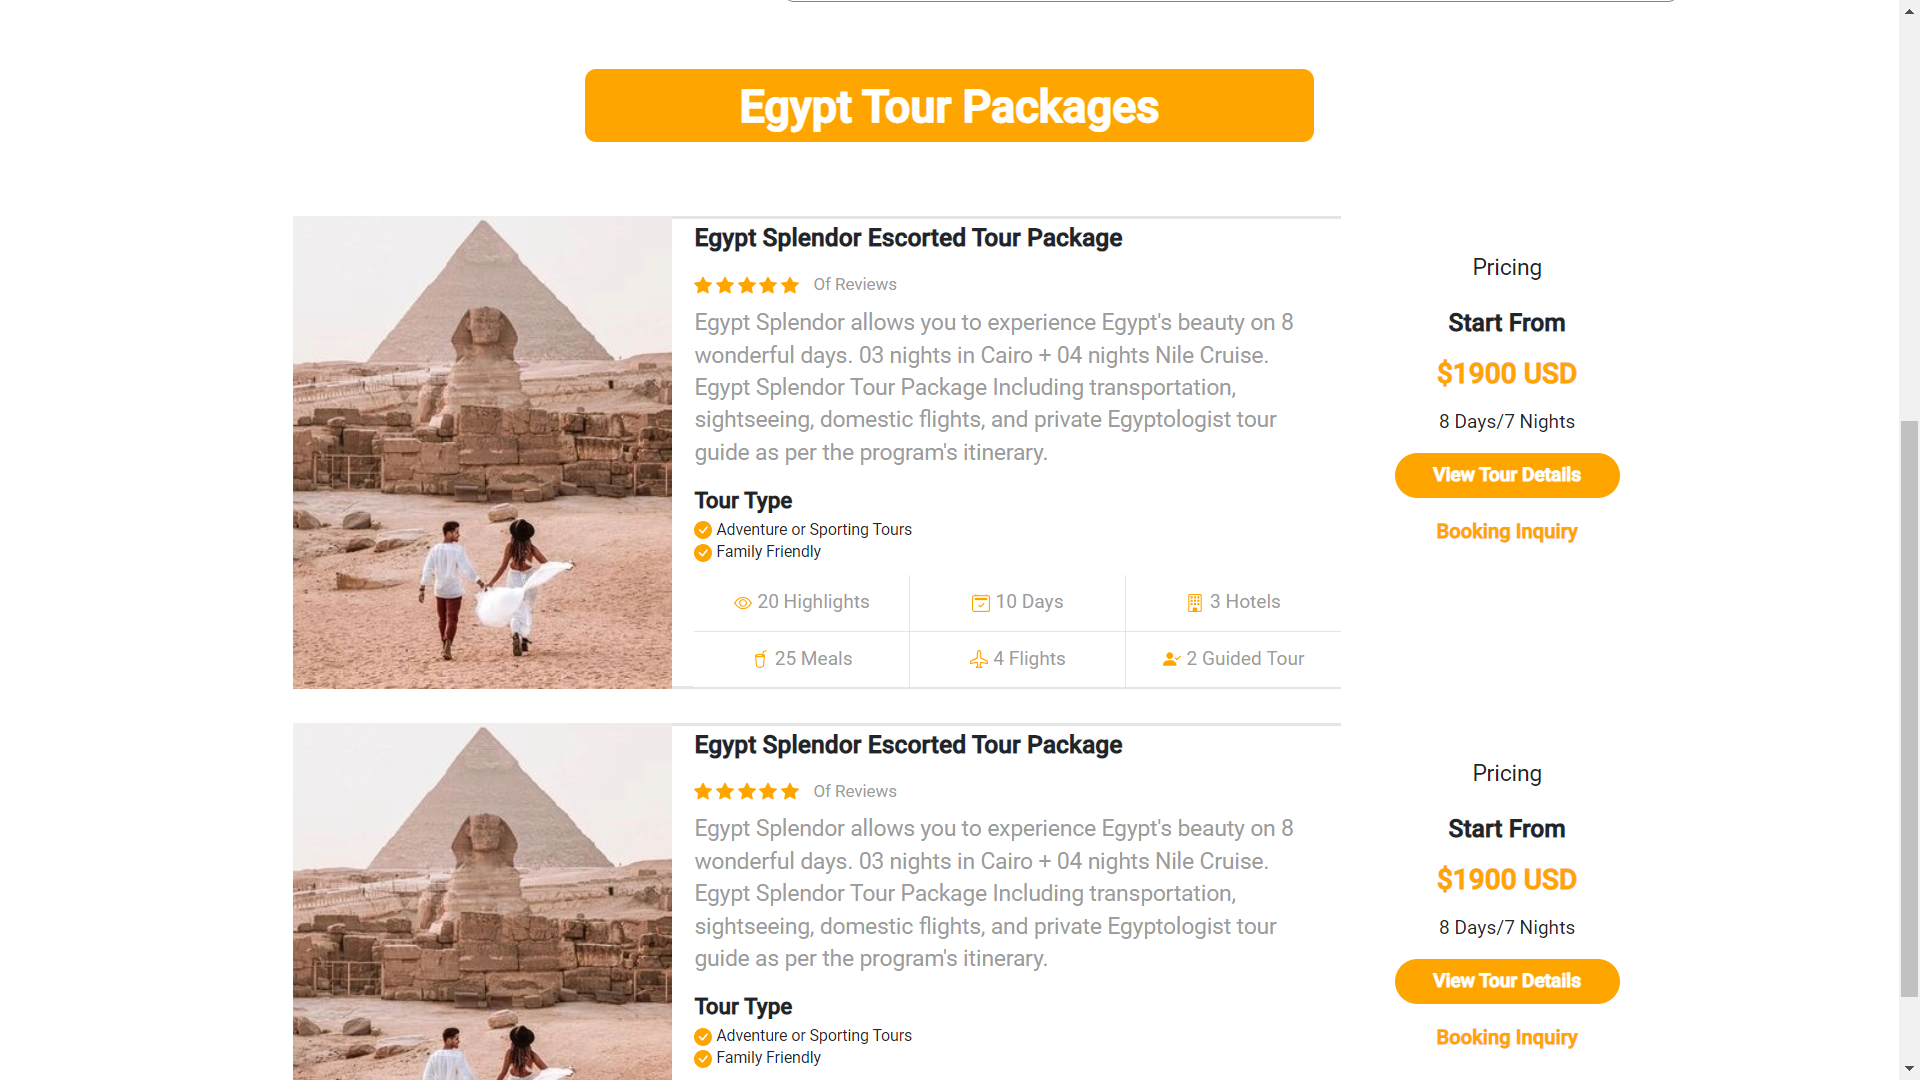 Egypt Tour Packages
Egypt Splendor Escorted Tour Package
Of Reviews
Egypt Splendor allows you to experience Egypt's beauty on 8
wonderful days. 03 nights in Cairo + 04 nights Nile Cruise.
Egypt Splendor Tour Package Including transportation,
sightseeing, domestic flights, and private Egyptologist tour
guide as per the program's itinerary.
Tour Type
Adventure or Sporting Tours
Family Friendly
20 Highlights
10 Days
3 Hotels
25 Meals
4 Flights
2 Guided Tour
Pricing
Start From
$1900 USD
8 Days/7 Nights
View Tour Details
Booking Inquiry
Egypt Splendor Escorted Tour Package
Of Reviews
Egypt Splendor allows you to experience Egypt's beauty on 8
wonderful days. 03 nights in Cairo + 04 nights Nile Cruise.
Egypt Splendor Tour Package Including transportation,
sightseeing, domestic flights, and private Egyptologist tour
guide as per the program's itinerary.
Tour Type
Adventure or Sporting Tours
Family Friendly
Pricing
Start From
$1900 USD
8 Days/7 Nights
View Tour Details
Booking Inquiry